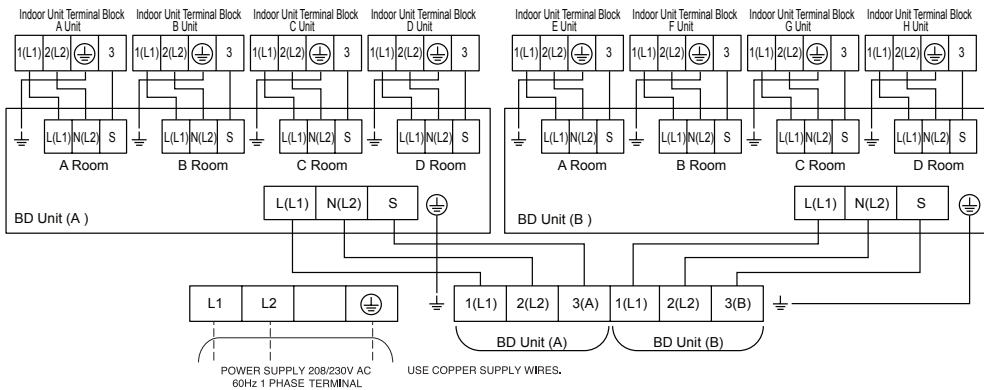 Indoor Unit Terminal Block Indoor Unit Terminal Block Indoor Unit Terminal Block Indoor Unit Terminal Block Indoor Unit Terminal Block Indoor Unit Terminal Block Indoor Unit Terminal Block Indoor Unit Terminal Block
A Unit B Unit C Unit D Unit E Unit F Unit G Unit H Unit
1(L1) 2(L2) 3 1(L1) 2(L2) 3 1(L1) 2(L2) 3 1(L1) 2(L2) 3 1(L1) 2(L2) 3 1(L1) 2(L2) 3 1(L1) 2(L2) 3 1(L1) 2(L2) 3
L(L1) N(L2) S L(L1) N(L2) S L(L1) N(L2) S L(L1) N(L2) S L(L1) N(L2) S L(L1) N(L2) S L(L1) N(L2) S L(L1) N(L2) S
A Room B Room C Room D Room A Room B Room C Room D Room
L(L1) N(L2) S L(L1) N(L2) S
BD Unit (A ) BD Unit (B )
L1 L2 1(L1) 2(L2) 3(A) 1(L1) 2(L2) 3(B)
BD Unit (A) BD Unit (B)
POWER SUPPLY 208/230V AC USE COPPER SUPPLY WIRES.
60Hz 1 PHASE TERMINAL